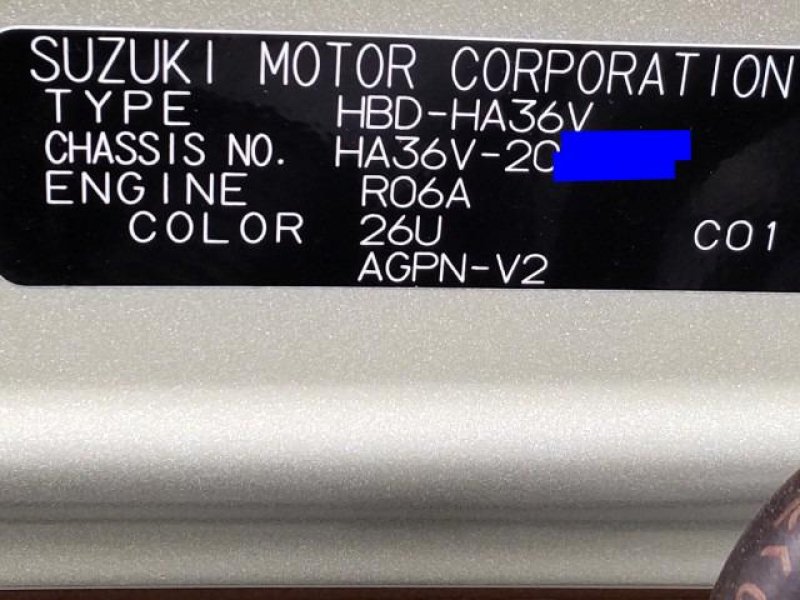 SUZUKI MOTOR CORPORATION
TYPE HBD-HA36V
CHASSIS NO. HA36V-20
ENGINE R06A
COLOR 26U C01
AGPN-V2